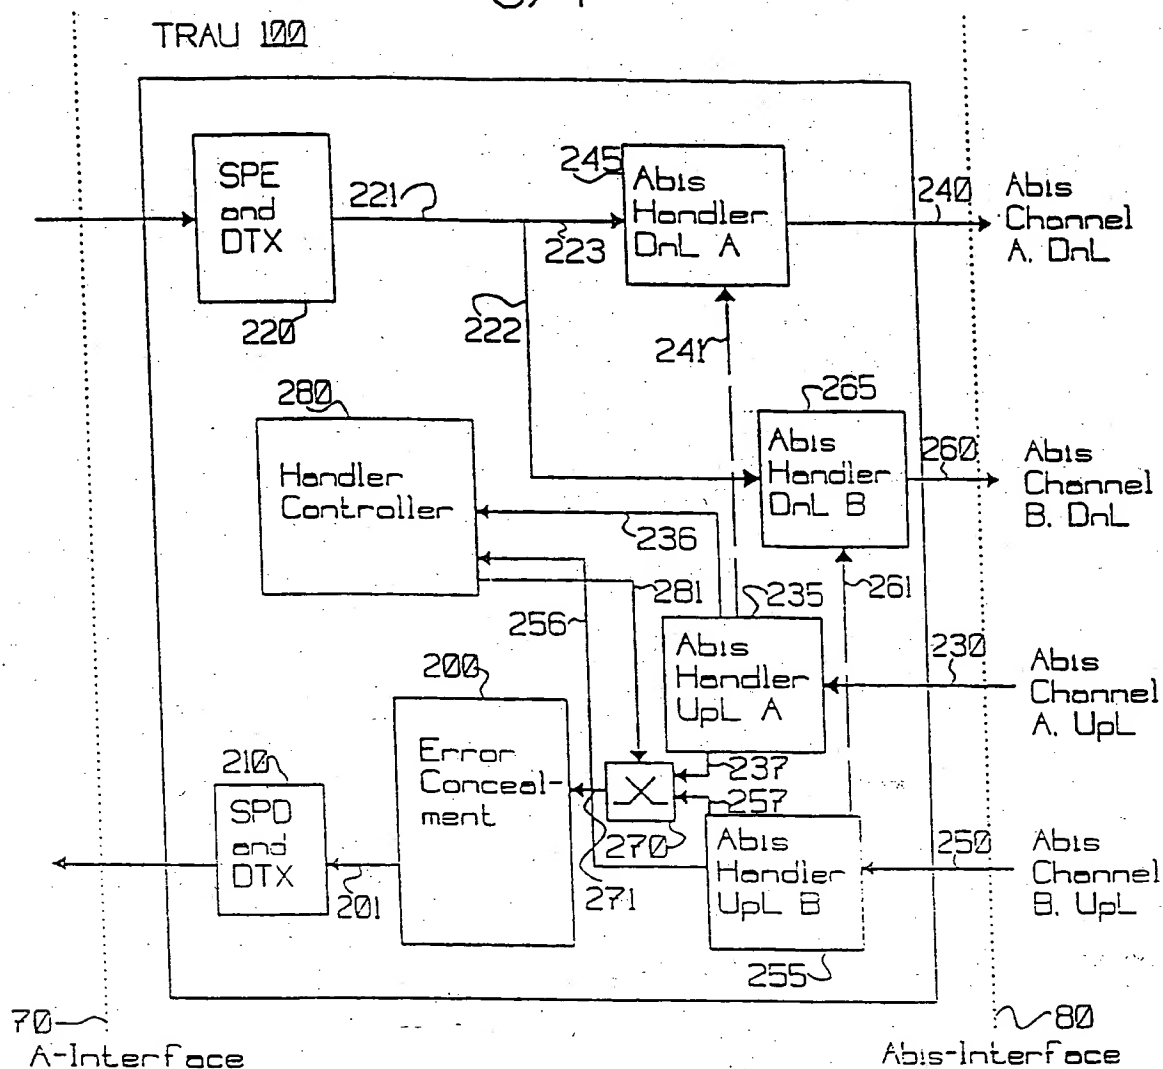 TRAU 100
SPE
and
DTX
220
221
222
223
245
Abis
Handler
DnL A
240
Abis
Channel
A. DnL
241
265
Abis
Handler
DnL B
260
Abis
Channel
B. DnL
280
Handler
Controller
236
281
256
235
261
Abis
Handler
UpL A
230
Abis
Channel
A. UpL
200
Error
Conceal-
ment
237
257
270
271
210
SPD
and
DTX
201
Abis
Handler
UpL B
255
250
Abis
Channel
B. UpL
70
A-Interface
80
Abis-Interface